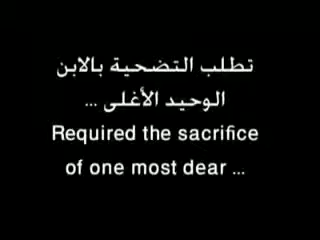 تطلب التضحية بالابن
الوحيد الأغلى ...
Required the sacrifice
of one most dear ...